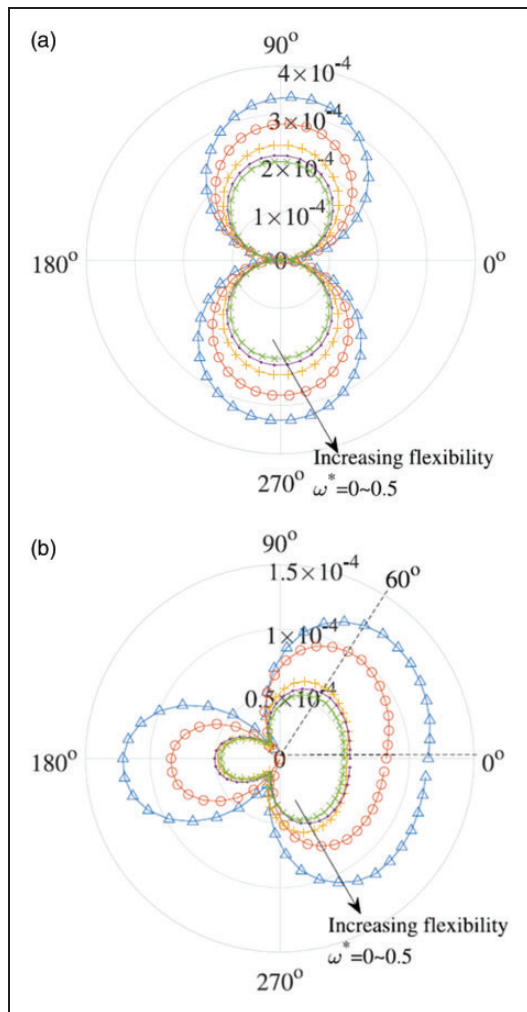 (a)
90°
4×10⁻⁴
3×10⁻⁴
2×10⁻⁴
1×10⁻⁴
180°
0
0°
Increasing flexibility
270° ω*=0~0.5
(b)
90°
1.5×10⁻⁴
60°
1×10⁻⁴
0.5×10⁻⁴
180°
0
0°
Increasing flexibility
ω*=0~0.5
270°